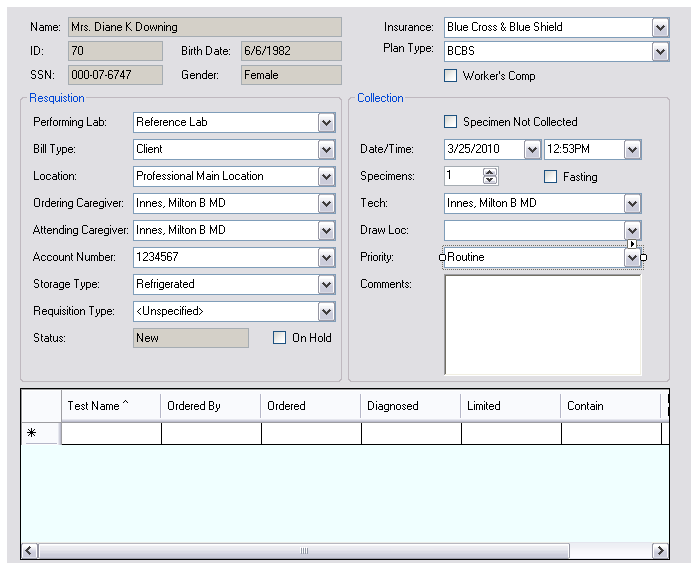 Name: Mrs. Diane K Downing Insurance: Blue Cross & Blue Shield
ID: 70 Birth Date: 6/6/1982 Plan Type: BCBS
SSN: 000-07-6747 Gender: Female Worker's Comp
Resquistion
Performing Lab: Reference Lab
Bill Type: Client
Location: Professional Main Location
Ordering Caregiver: Innes, Milton B MD
Attending Caregiver: Innes, Milton B MD
Account Number: 1234567
Storage Type: Refrigerated
Requisition Type: <Unspecified>
Status: New On Hold
Collection
Specimen Not Collected
Date/Time: 3/25/2010 12:53PM
Specimens: 1 Fasting
Tech: Innes, Milton B MD
Draw Loc:
Priority: Routine
Comments:
Test Name ^ Ordered By Ordered Diagnosed Limited Contain